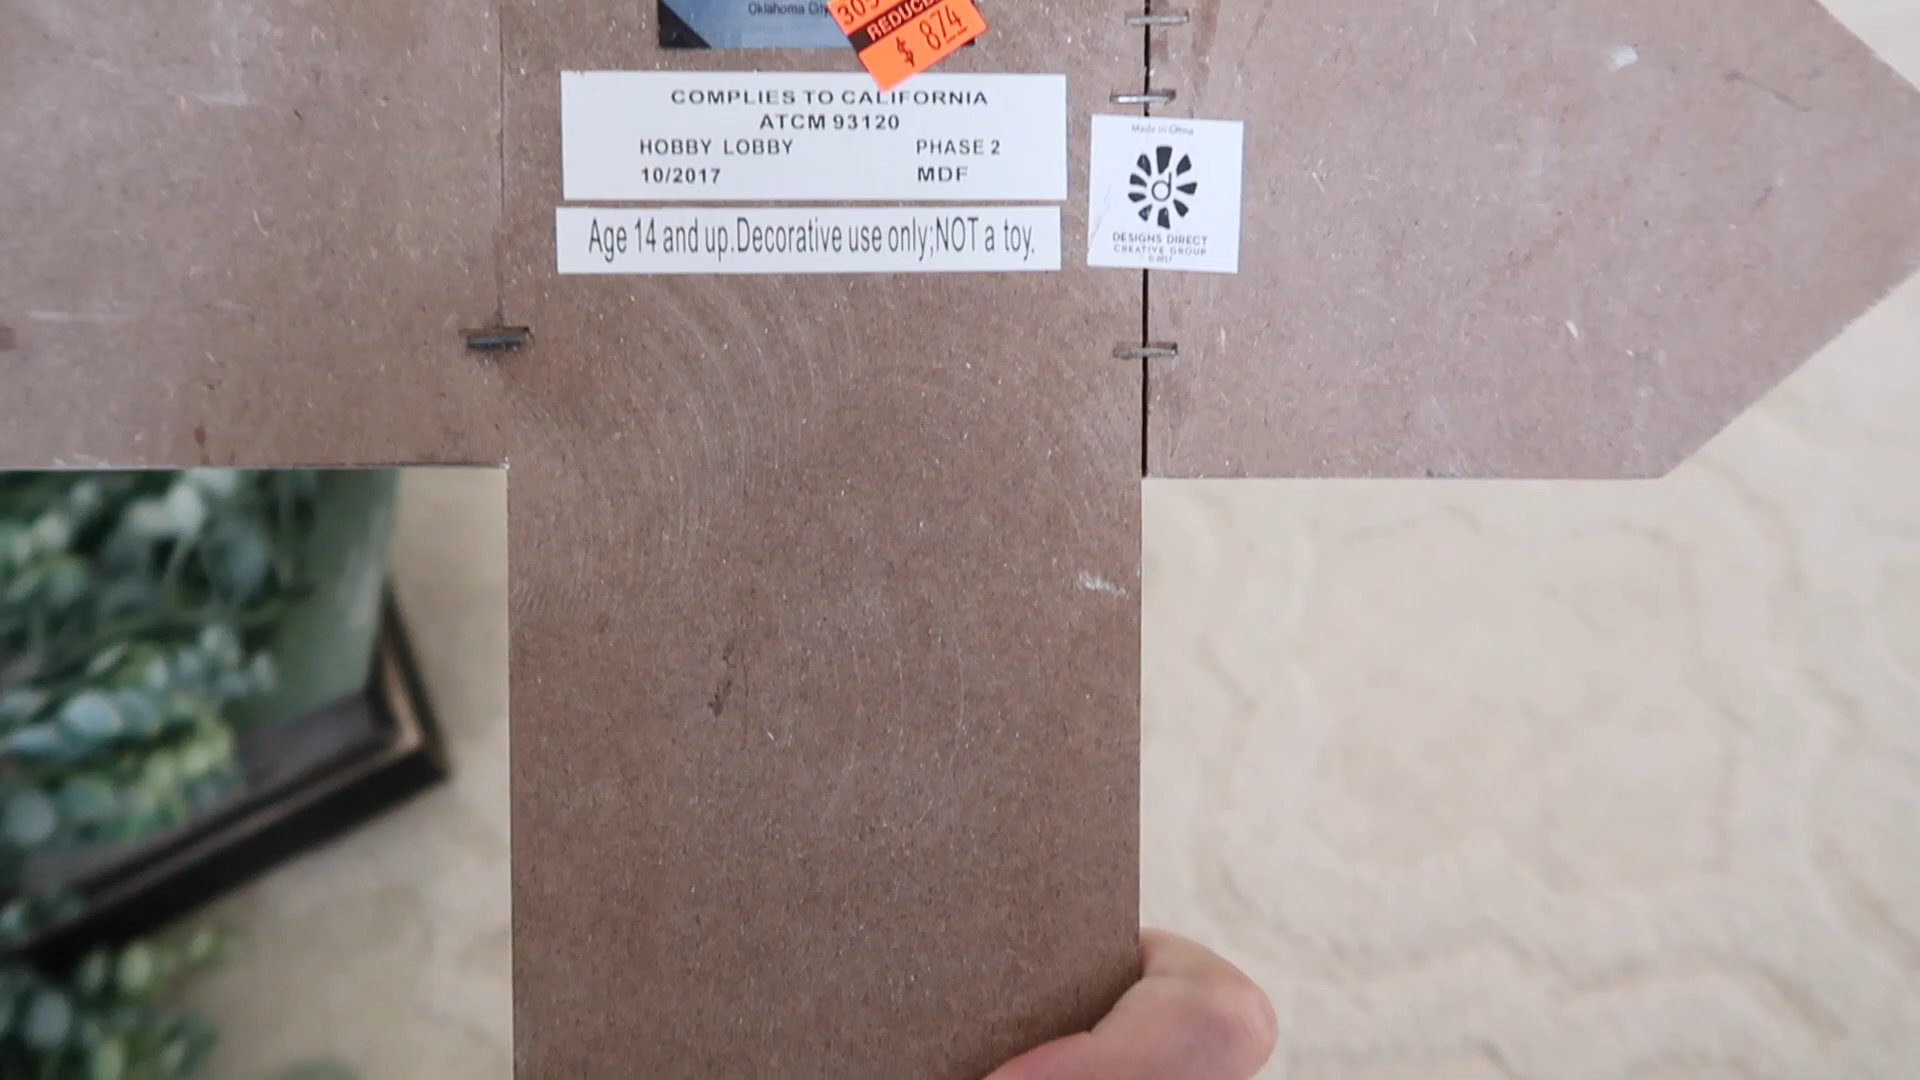 Oklahoma City
REDUCED
$ 874
COMPLIES TO CALIFORNIA
ATCM 93120
HOBBY LOBBY PHASE 2
10/2017 MDF
Age 14 and up.Decorative use only;NOT a toy.
Made in China
d
DESIGNS DIRECT
CREATIVE GROUP
©2017